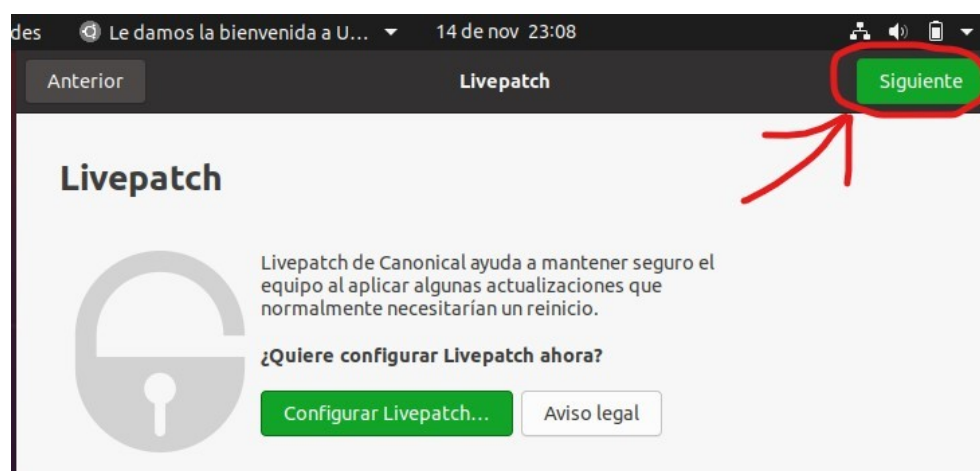 des Le damos la bienvenida a U... 14 de nov 23:08
Anterior Livepatch Siguiente
Livepatch
Livepatch de Canonical ayuda a mantener seguro el
equipo al aplicar algunas actualizaciones que
normalmente necesitarían un reinicio.
¿Quiere configurar Livepatch ahora?
Configurar Livepatch... Aviso legal